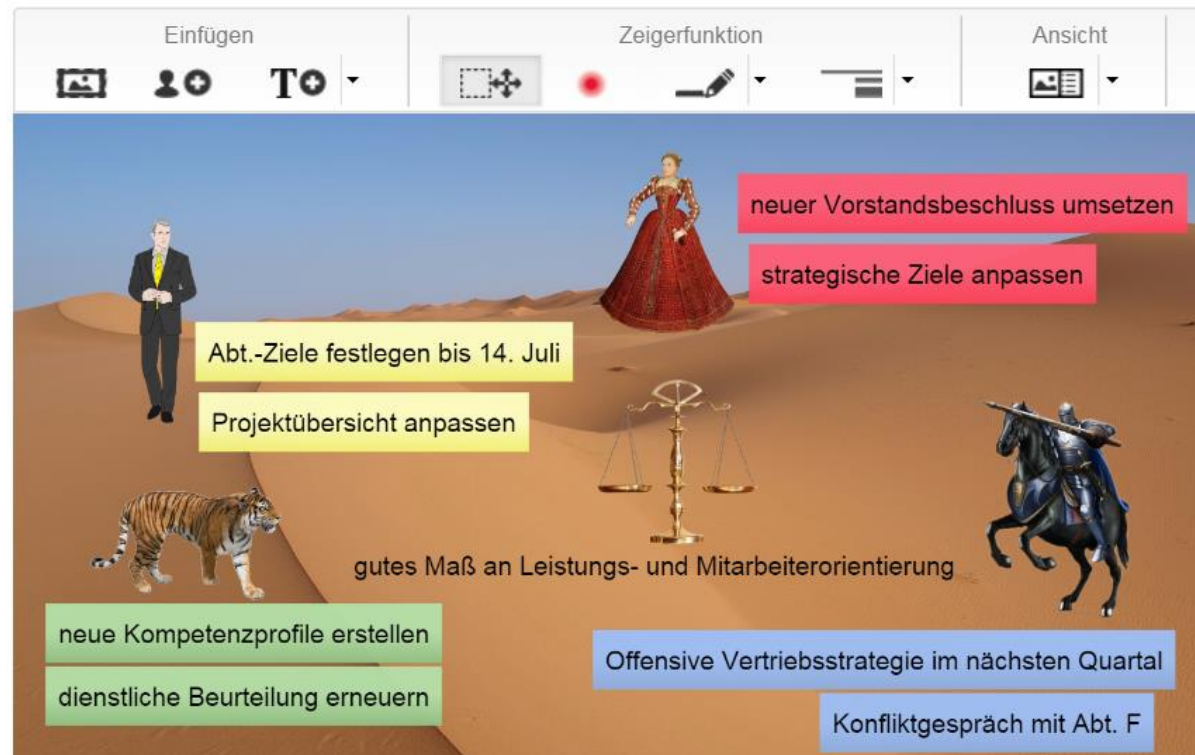 Einfügen
Zeigerfunktion
Ansicht
T
neuer Vorstandsbeschluss umsetzen
strategische Ziele anpassen
Abt.-Ziele festlegen bis 14. Juli
Projektübersicht anpassen
gutes Maß an Leistungs- und Mitarbeiterorientierung
neue Kompetenzprofile erstellen
dienstliche Beurteilung erneuern
Offensive Vertriebsstrategie im nächsten Quartal
Konfliktgespräch mit Abt. F